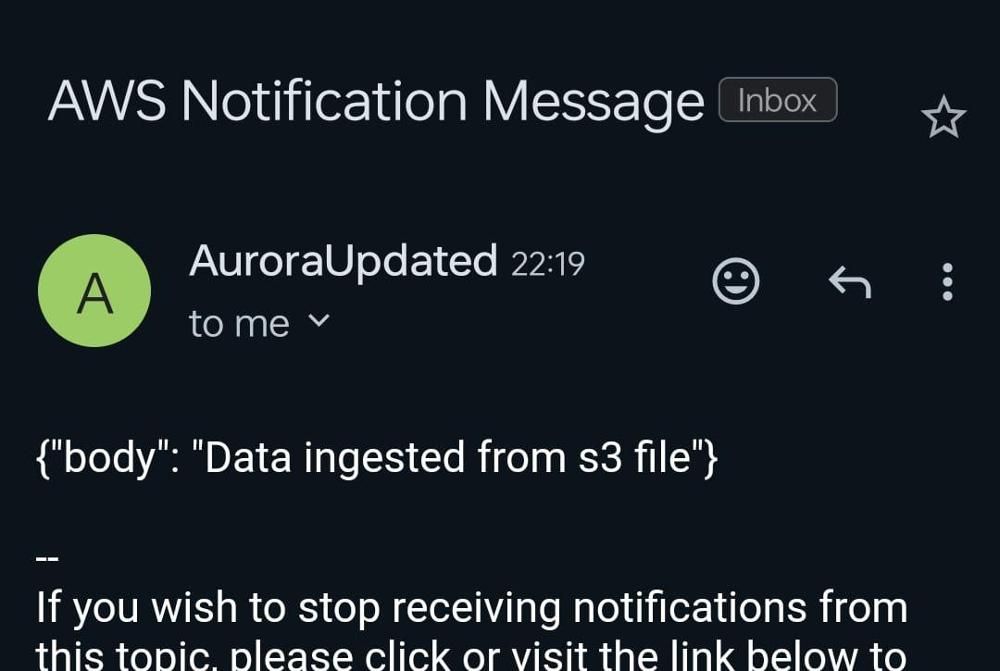 AWS Notification Message Inbox
A
AuroraUpdated 22:19
to me
{"body": "Data ingested from s3 file"}
--
If you wish to stop receiving notifications from
this topic, please click or visit the link below to